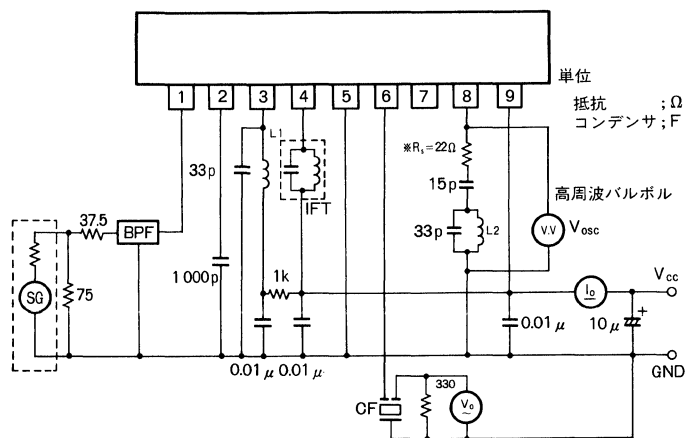 1 2 3 4 5 6 7 8 9
単位
抵抗 ;Ω
コンデンサ;F
L1
33p
IFT
※Rs=22Ω
15p
33p
L2
高周波バルボル
V.V
Vosc
37.5
BPF
SG
75
1000p
1k
0.01μ
0.01μ
Io
Vcc
0.01μ
10μ
+
GND
CF
330
Vo